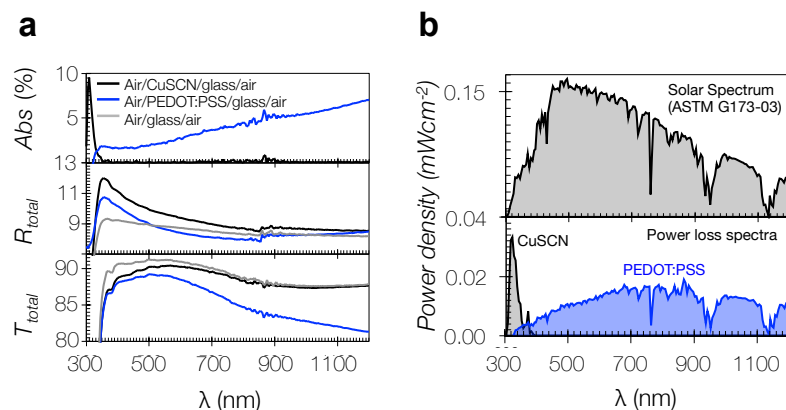 a
b
Abs (%)
10
5
13
Air/CuSCN/glass/air
Air/PEDOT:PSS/glass/air
Air/glass/air
R_total
11
9
T_total
90
85
80
300
500
700
900
1100
λ (nm)
Power density (mWcm-2)
0.15
Solar Spectrum
(ASTM G173-03)
0.04
0.02
0.00
CuSCN
Power loss spectra
PEDOT:PSS
300
300
500
700
900
1100
λ (nm)